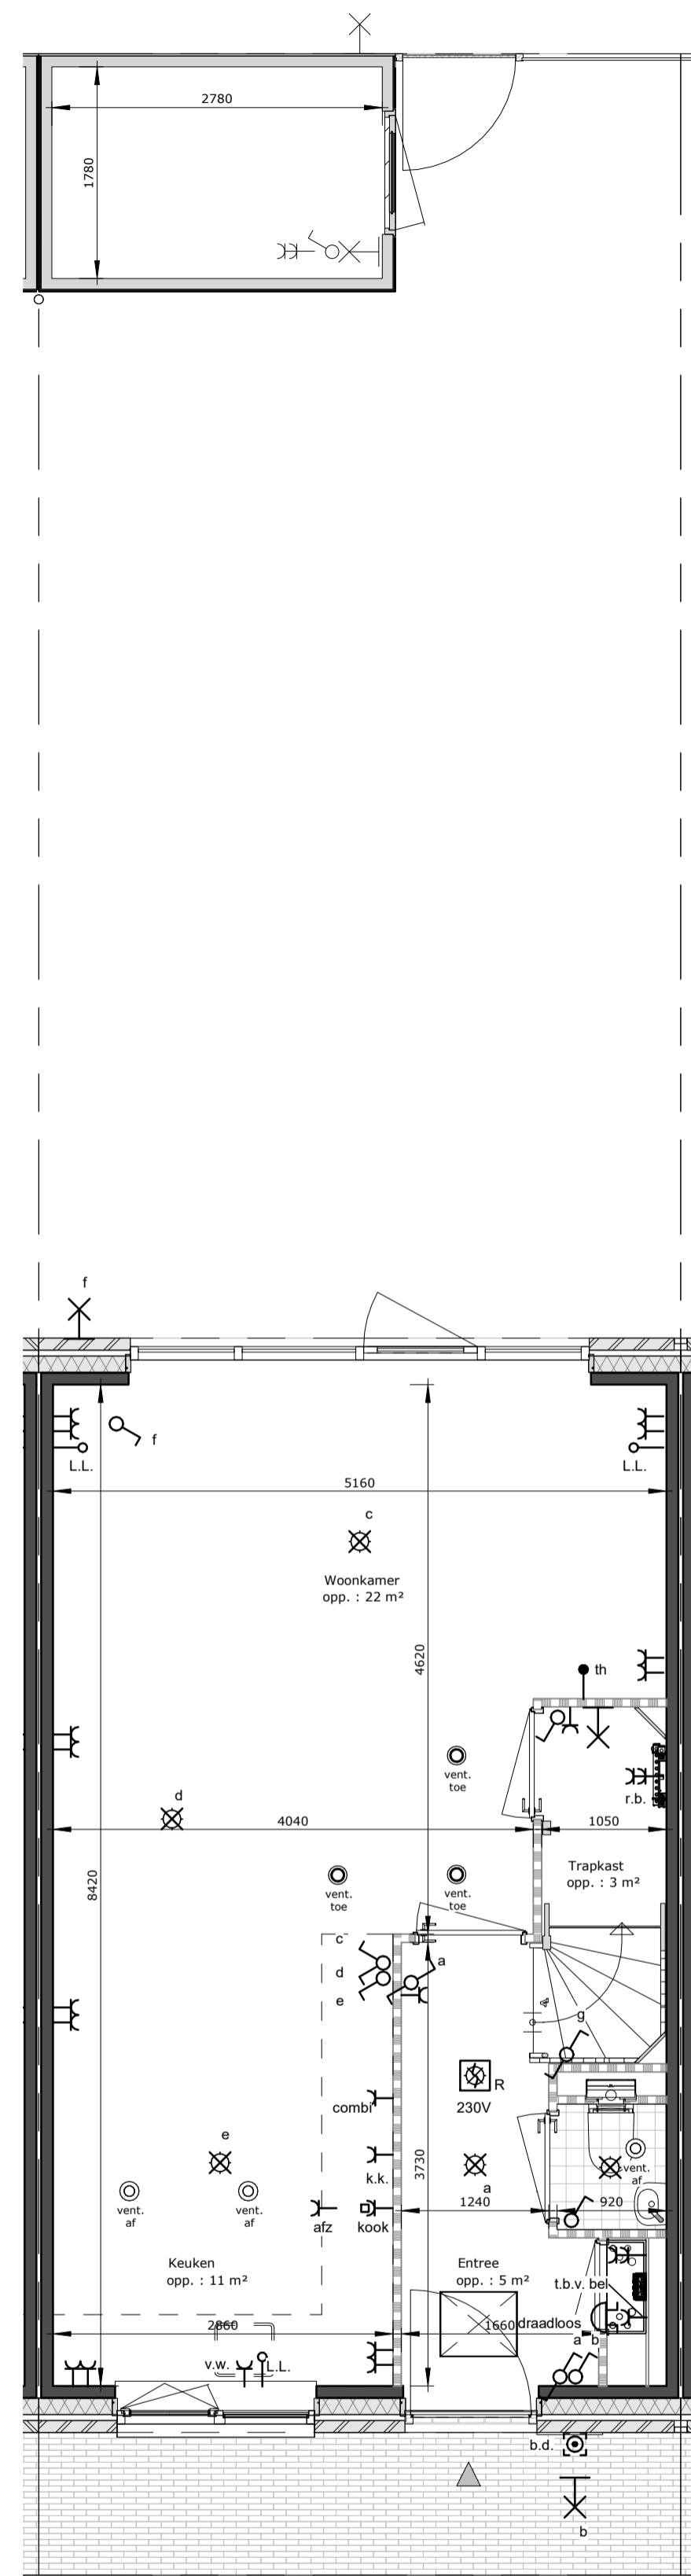 2780
1780
f
f
L.L.
L.L.
5160
c
Woonkamer
opp. : 22 m²
4620
th
vent.
toe
r.b.
d
4040
1050
8420
Trapkast
opp. : 3 m²
vent.
toe
vent.
toe
c
d
e
a
g
R
230V
combi
e
k.k.
3730
a
vent.
af
vent.
af
vent.
af
1240
920
afz
kook
Keuken
opp. : 11 m²
Entree
opp. : 5 m²
t.b.v. bel
draadloos
2860
1660
a
b
v.w.
L.L.
b.d.
b